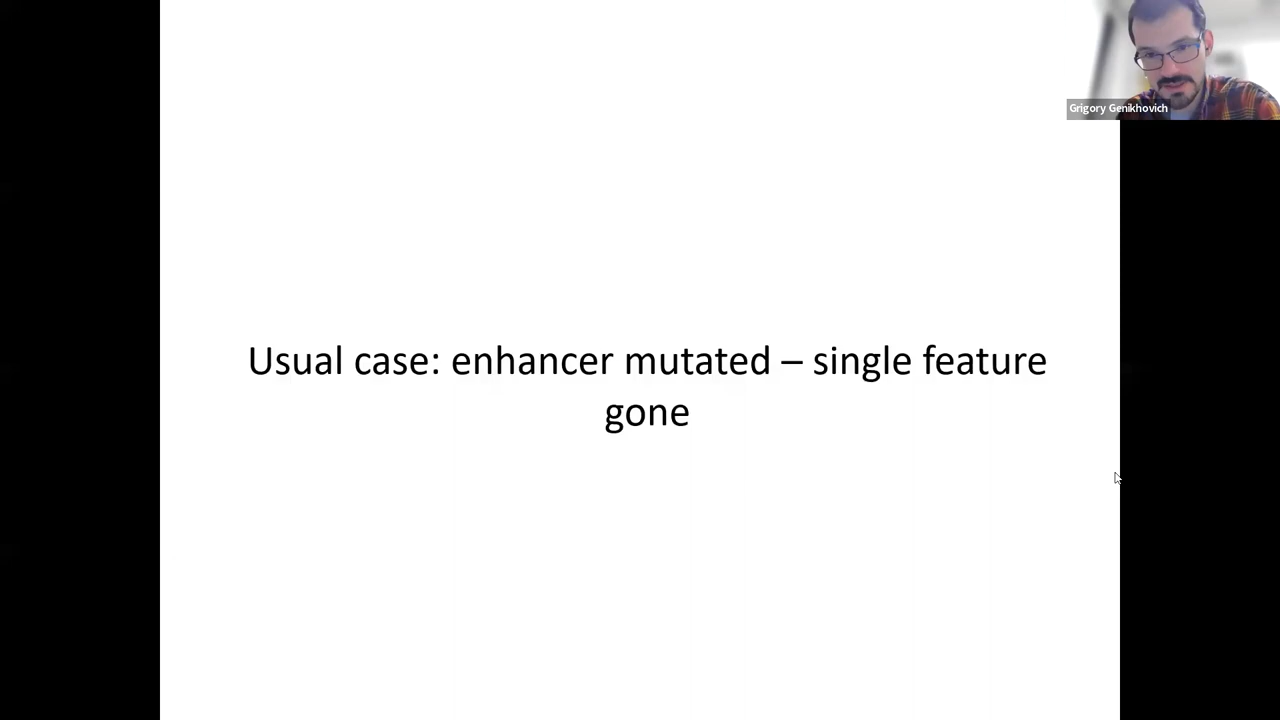 Grigory Genikhovich
Usual case: enhancer mutated – single feature
gone